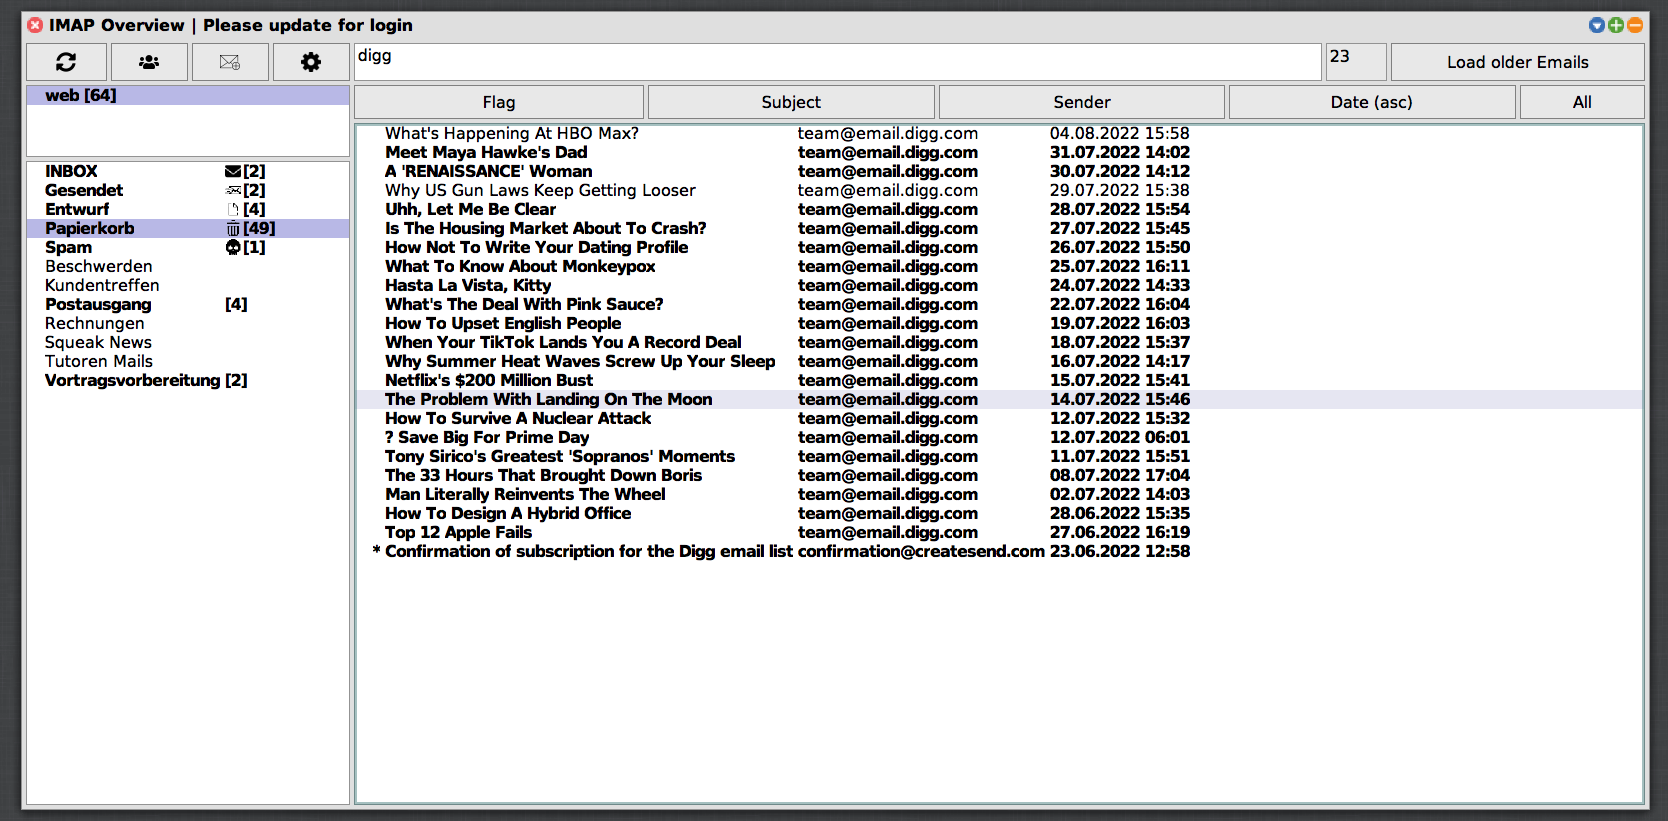 IMAP Overview | Please update for login
digg
23
Load older Emails
web [64]
Flag
Subject
Sender
Date (asc)
All
INBOX [2]
Gesendet [2]
Entwurf [4]
Papierkorb [49]
Spam [1]
Beschwerden
Kundentreffen
Postausgang [4]
Rechnungen
Squeak News
Tutoren Mails
Vortragsvorbereitung [2]
What's Happening At HBO Max? team@email.digg.com 04.08.2022 15:58
Meet Maya Hawke's Dad team@email.digg.com 31.07.2022 14:02
A 'RENAISSANCE' Woman team@email.digg.com 30.07.2022 14:12
Why US Gun Laws Keep Getting Looser team@email.digg.com 29.07.2022 15:38
Uhh, Let Me Be Clear team@email.digg.com 28.07.2022 15:54
Is The Housing Market About To Crash? team@email.digg.com 27.07.2022 15:45
How Not To Write Your Dating Profile team@email.digg.com 26.07.2022 15:50
What To Know About Monkeypox team@email.digg.com 25.07.2022 16:11
Hasta La Vista, Kitty team@email.digg.com 24.07.2022 14:33
What's The Deal With Pink Sauce? team@email.digg.com 22.07.2022 16:04
How To Upset English People team@email.digg.com 19.07.2022 16:03
When Your TikTok Lands You A Record Deal team@email.digg.com 18.07.2022 15:37
Why Summer Heat Waves Screw Up Your Sleep team@email.digg.com 16.07.2022 14:17
Netflix's $200 Million Bust team@email.digg.com 15.07.2022 15:41
The Problem With Landing On The Moon team@email.digg.com 14.07.2022 15:46
How To Survive A Nuclear Attack team@email.digg.com 12.07.2022 15:32
? Save Big For Prime Day team@email.digg.com 12.07.2022 06:01
Tony Sirico's Greatest 'Sopranos' Moments team@email.digg.com 11.07.2022 15:51
The 33 Hours That Brought Down Boris team@email.digg.com 08.07.2022 17:04
Man Literally Reinvents The Wheel team@email.digg.com 02.07.2022 14:03
How To Design A Hybrid Office team@email.digg.com 28.06.2022 15:35
Top 12 Apple Fails team@email.digg.com 27.06.2022 16:19
* Confirmation of subscription for the Digg email list confirmation@createsend.com 23.06.2022 12:58